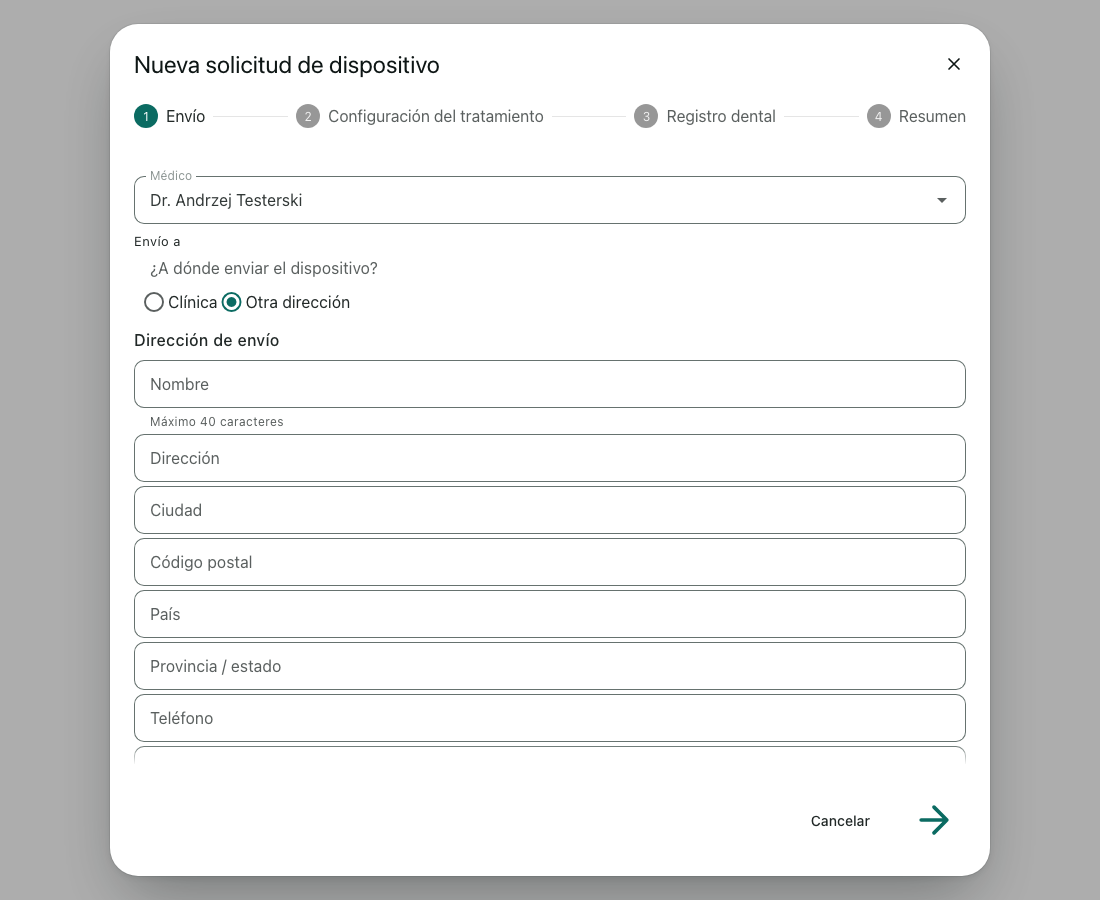 Nueva solicitud de dispositivo
1 Envío 2 Configuración del tratamiento 3 Registro dental 4 Resumen
Médico
Dr. Andrzej Testerski
Envío a
¿A dónde enviar el dispositivo?
Clínica Otra dirección
Dirección de envío
Nombre
Máximo 40 caracteres
Dirección
Ciudad
Código postal
País
Provincia / estado
Teléfono
Cancelar